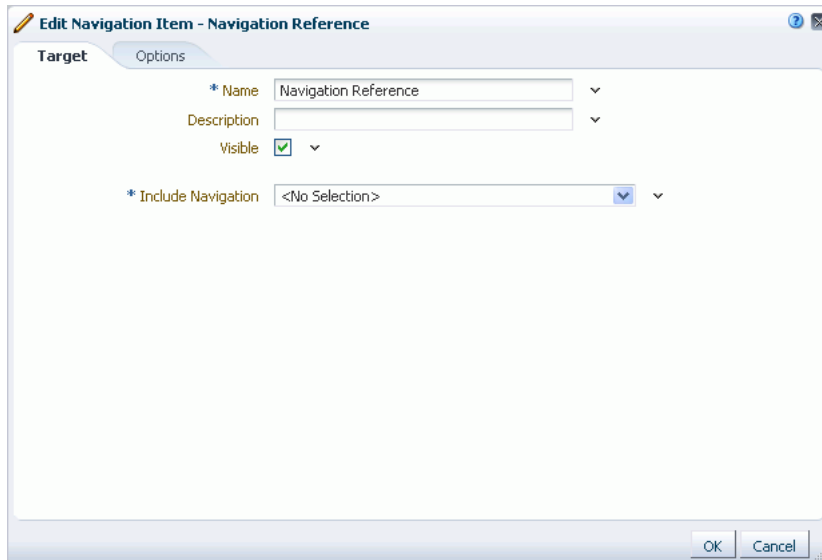 Edit Navigation Item - Navigation Reference
Target Options
* Name Navigation Reference
Description
Visible
* Include Navigation <No Selection>
OK Cancel